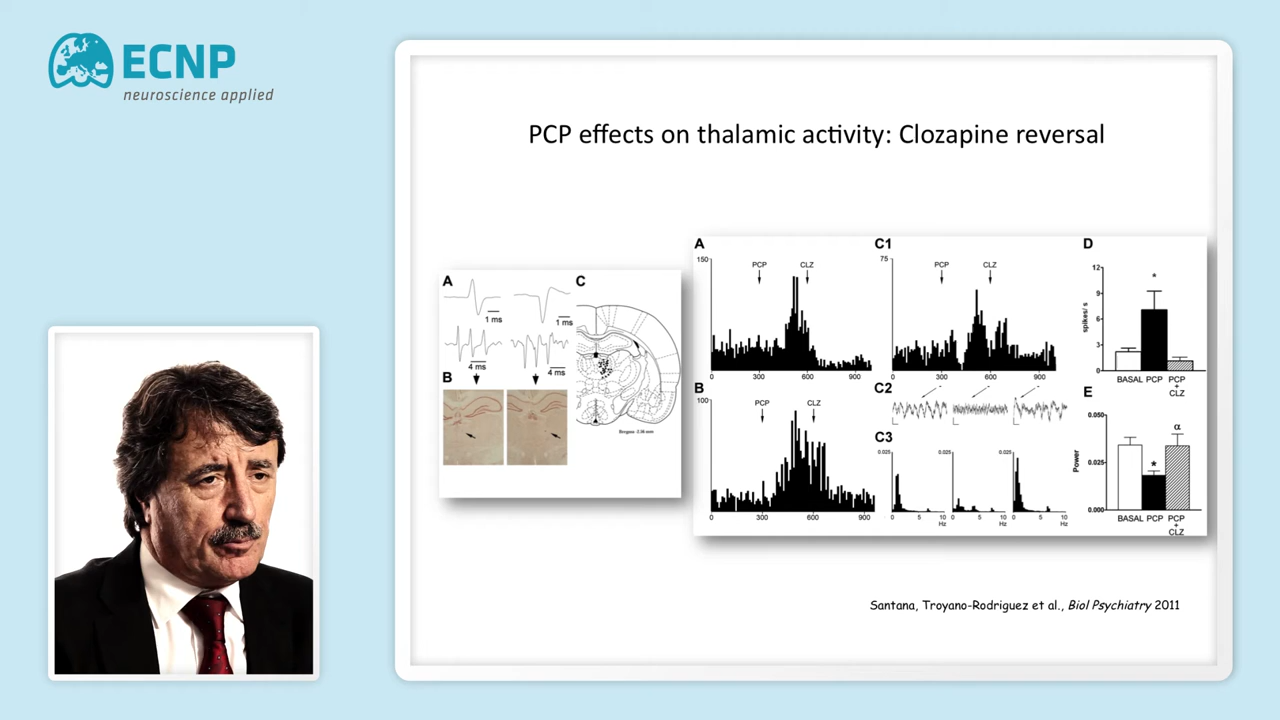 ECNP
neuroscience applied
PCP effects on thalamic activity: Clozapine reversal
A
C
1 ms
1 ms
4 ms
4 ms
B
A
150
PCP
CLZ
0
300
600
900
B
100
PCP
CLZ
0
300
600
900
C1
75
PCP
CLZ
0
300
600
900
C2
C3
0.025
0.025
0.025
0
5
10
Hz
0
5
10
Hz
0
5
10
Hz
D
spikes/ s
12
9
6
3
0
*
BASAL
PCP
PCP
+
CLZ
E
Power
0.050
0.025
0.000
*
α
BASAL
PCP
PCP
+
CLZ
Santana, Troyano-Rodriguez et al., Biol Psychiatry 2011